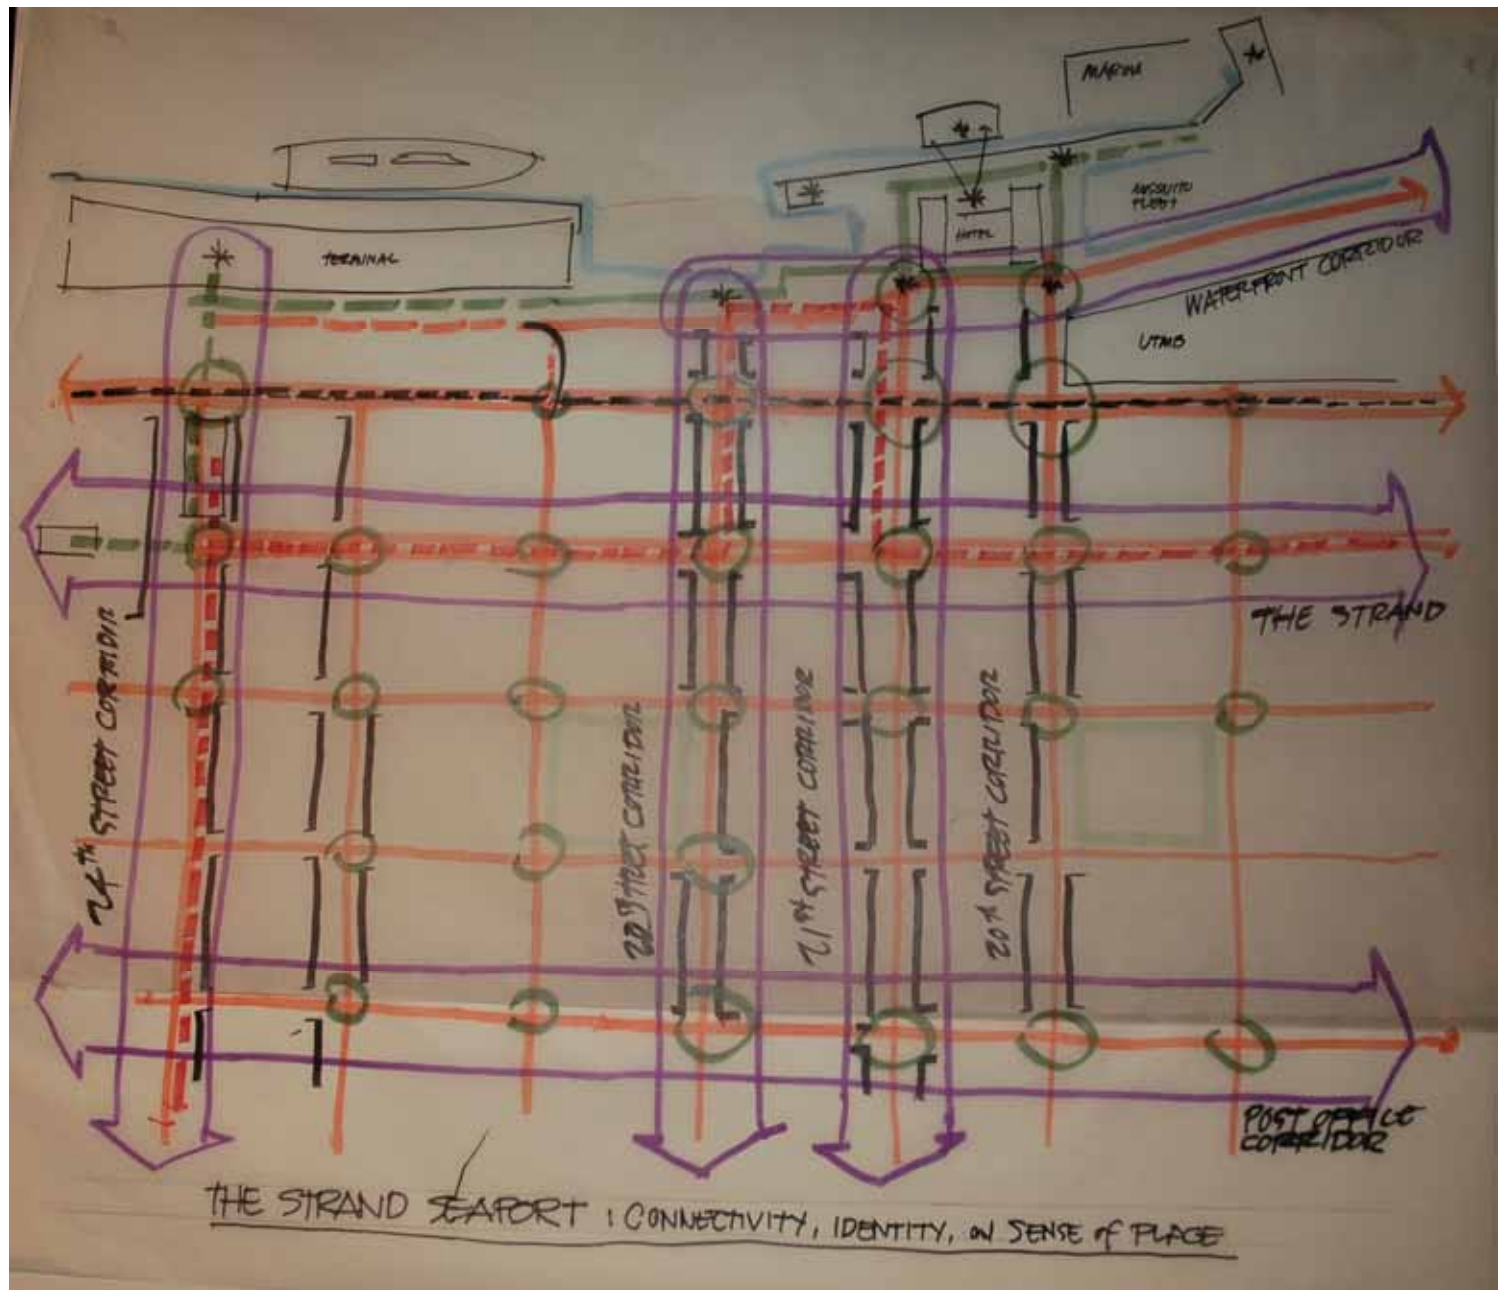 MARINA
MOSQUITO
FLEET
HOTEL
TERMINAL
WATERFRONT CORRIDOR
UTMB
THE STRAND
24TH STREET CORRIDOR
22ND STREET CORRIDOR
21ST STREET CORRIDOR
20TH STREET CORRIDOR
POST OFFICE
CORRIDOR
THE STRAND SEAPORT : CONNECTIVITY, IDENTITY, and SENSE of PLACE